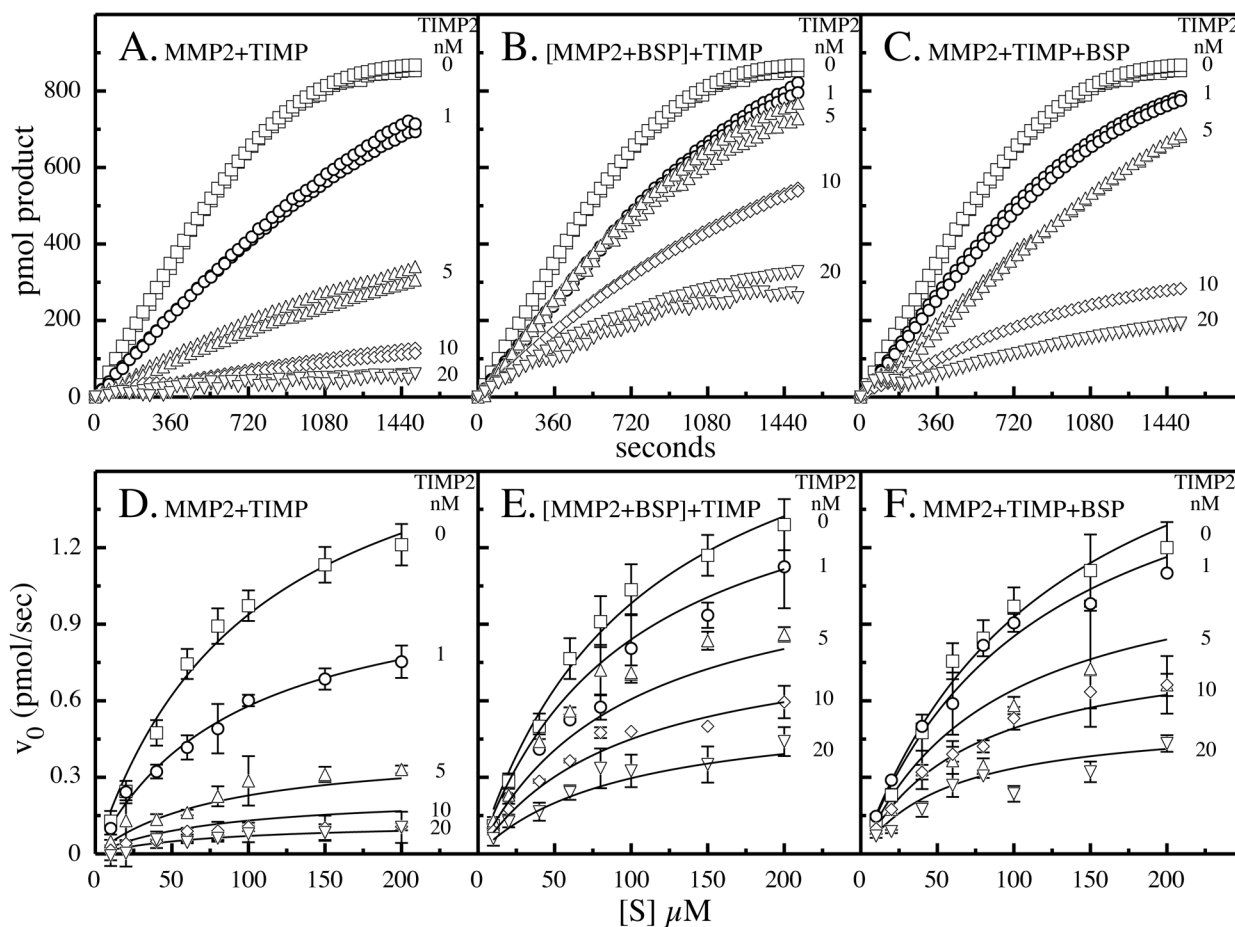 A. MMP2+TIMP
TIMP2
nM
0
1
5
10
20
B. [MMP2+BSP]+TIMP
TIMP2
nM
0
1
5
10
20
C. MMP2+TIMP+BSP
TIMP2
nM
0
1
5
10
20
pmol product
800
600
400
200
0
0 360 720 1080 1440
0 360 720 1080 1440
0 360 720 1080 1440
seconds
D. MMP2+TIMP
TIMP2
nM
0
1
5
10
20
E. [MMP2+BSP]+TIMP
TIMP2
nM
0
1
5
10
20
F. MMP2+TIMP+BSP
TIMP2
nM
0
1
5
10
20
v0 (pmol/sec)
1.2
0.9
0.6
0.3
0
0 50 100 150 200
0 50 100 150 200
0 50 100 150 200
[S] µM